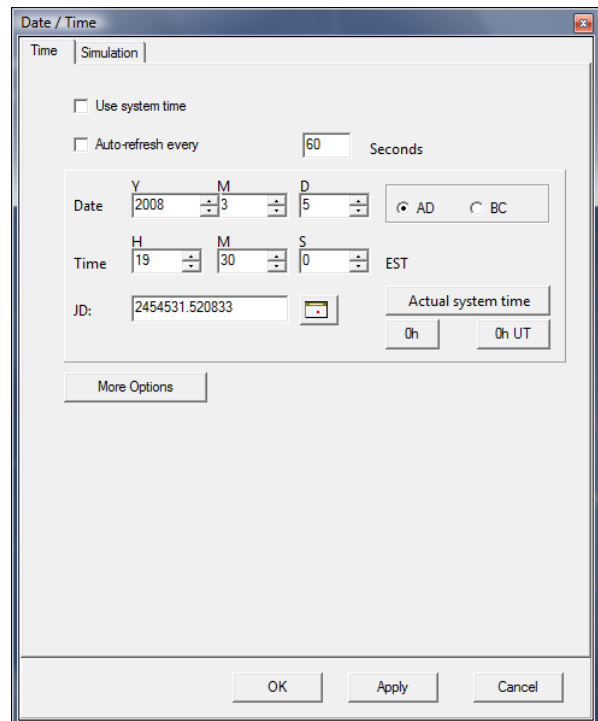 Date / Time
Time Simulation
Use system time
Auto-refresh every 60 Seconds
Y M D
Date 2008 3 5 AD BC
H M S
Time 19 30 0 EST
JD: 2454531.520833 Actual system time
0h 0h UT
More Options
OK Apply Cancel